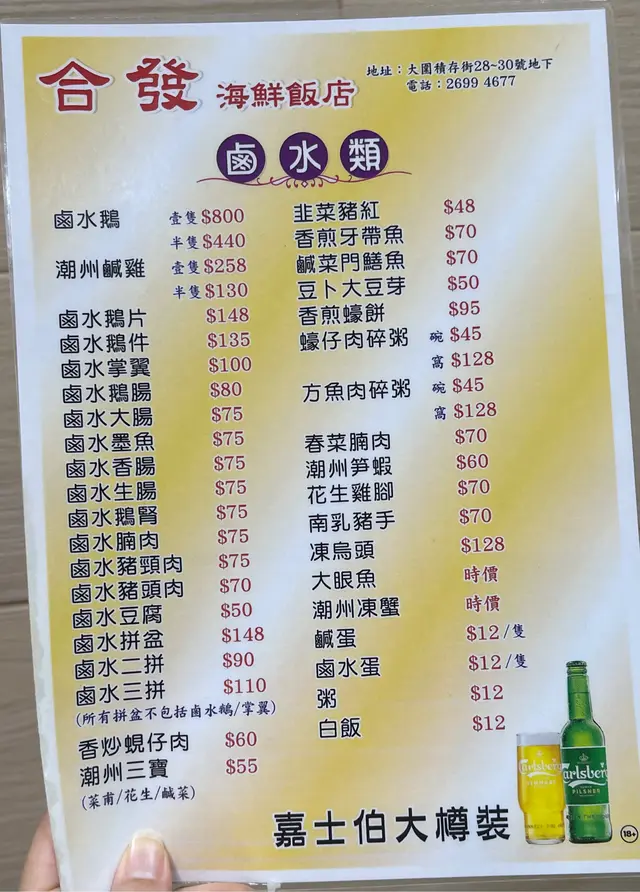 合發 海鮮飯店
地址：大圍積存街28~30號地下
電話：2699 4677
鹵水類
鹵水鵝 壹隻 $800
半隻 $440
潮州鹹雞 壹隻 $258
半隻 $130
鹵水鵝片 $148
鹵水鵝件 $135
鹵水掌翼 $100
鹵水鵝腸 $80
鹵水大腸 $75
鹵水墨魚 $75
鹵水香腸 $75
鹵水生腸 $75
鹵水鵝腎 $75
鹵水腩肉 $75
鹵水豬頸肉 $75
鹵水豬頭肉 $70
鹵水豆腐 $50
鹵水拼盆 $148
鹵水二拼 $90
鹵水三拼 $110
(所有拼盆不包括鹵水鵝/掌翼)
香炒蜆仔肉 $60
潮州三寶 $55
(菜甫/花生/鹹菜)
韭菜豬紅 $48
香煎牙帶魚 $70
鹹菜門鱔魚 $70
豆卜大豆芽 $50
香煎蠔餅 $95
蠔仔肉碎粥 碗 $45
窩 $128
方魚肉碎粥 碗 $45
窩 $128
春菜腩肉 $70
潮州笋蝦 $60
花生雞腳 $70
南乳豬手 $70
凍烏頭 $128
大眼魚 時價
潮州凍蟹 時價
鹹蛋 $12/隻
鹵水蛋 $12/隻
粥 $12
白飯 $12
嘉士伯大樽裝
Carlsberg
Carlsberg
PILSNER
18+